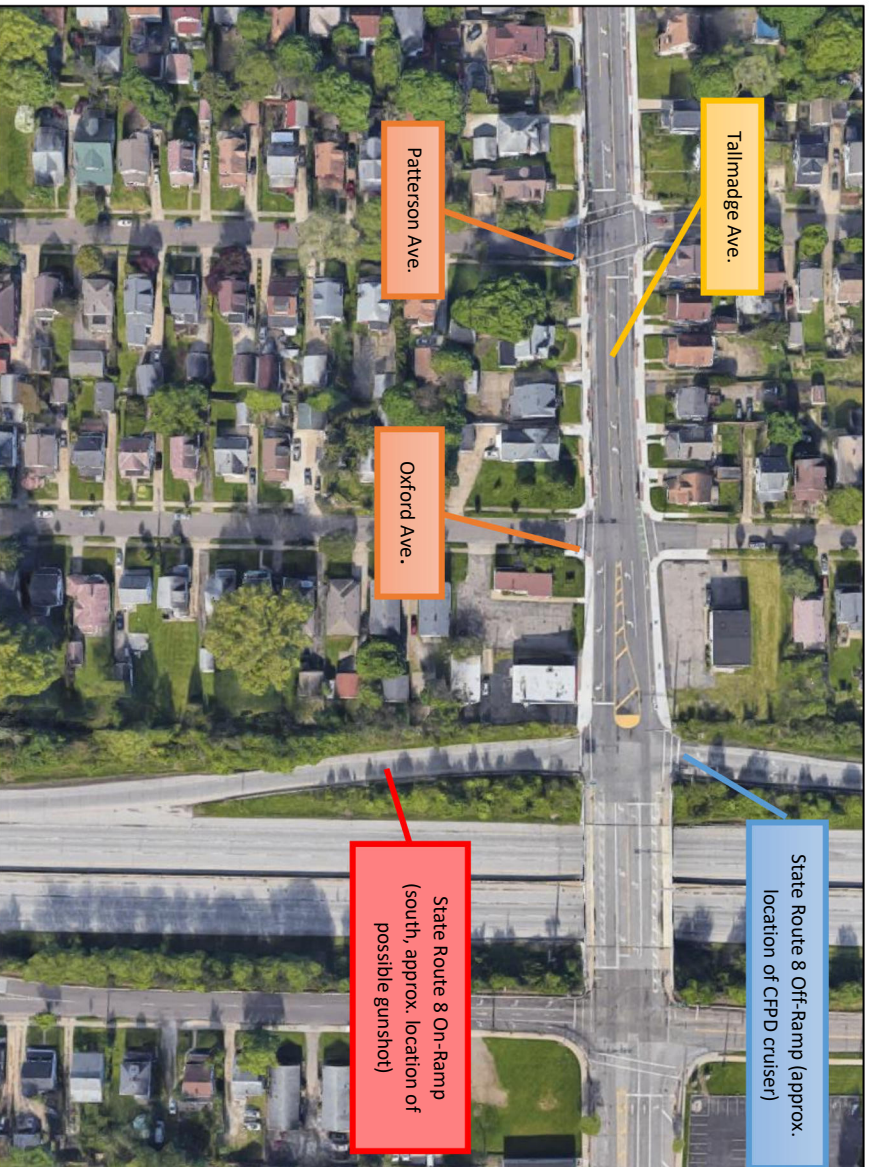 Tallmadge Ave.
Patterson Ave.
Oxford Ave.
State Route 8 Off-Ramp (approx.
location of CFPD cruiser)
State Route 8 On-Ramp
(south, approx. location of
possible gunshot)